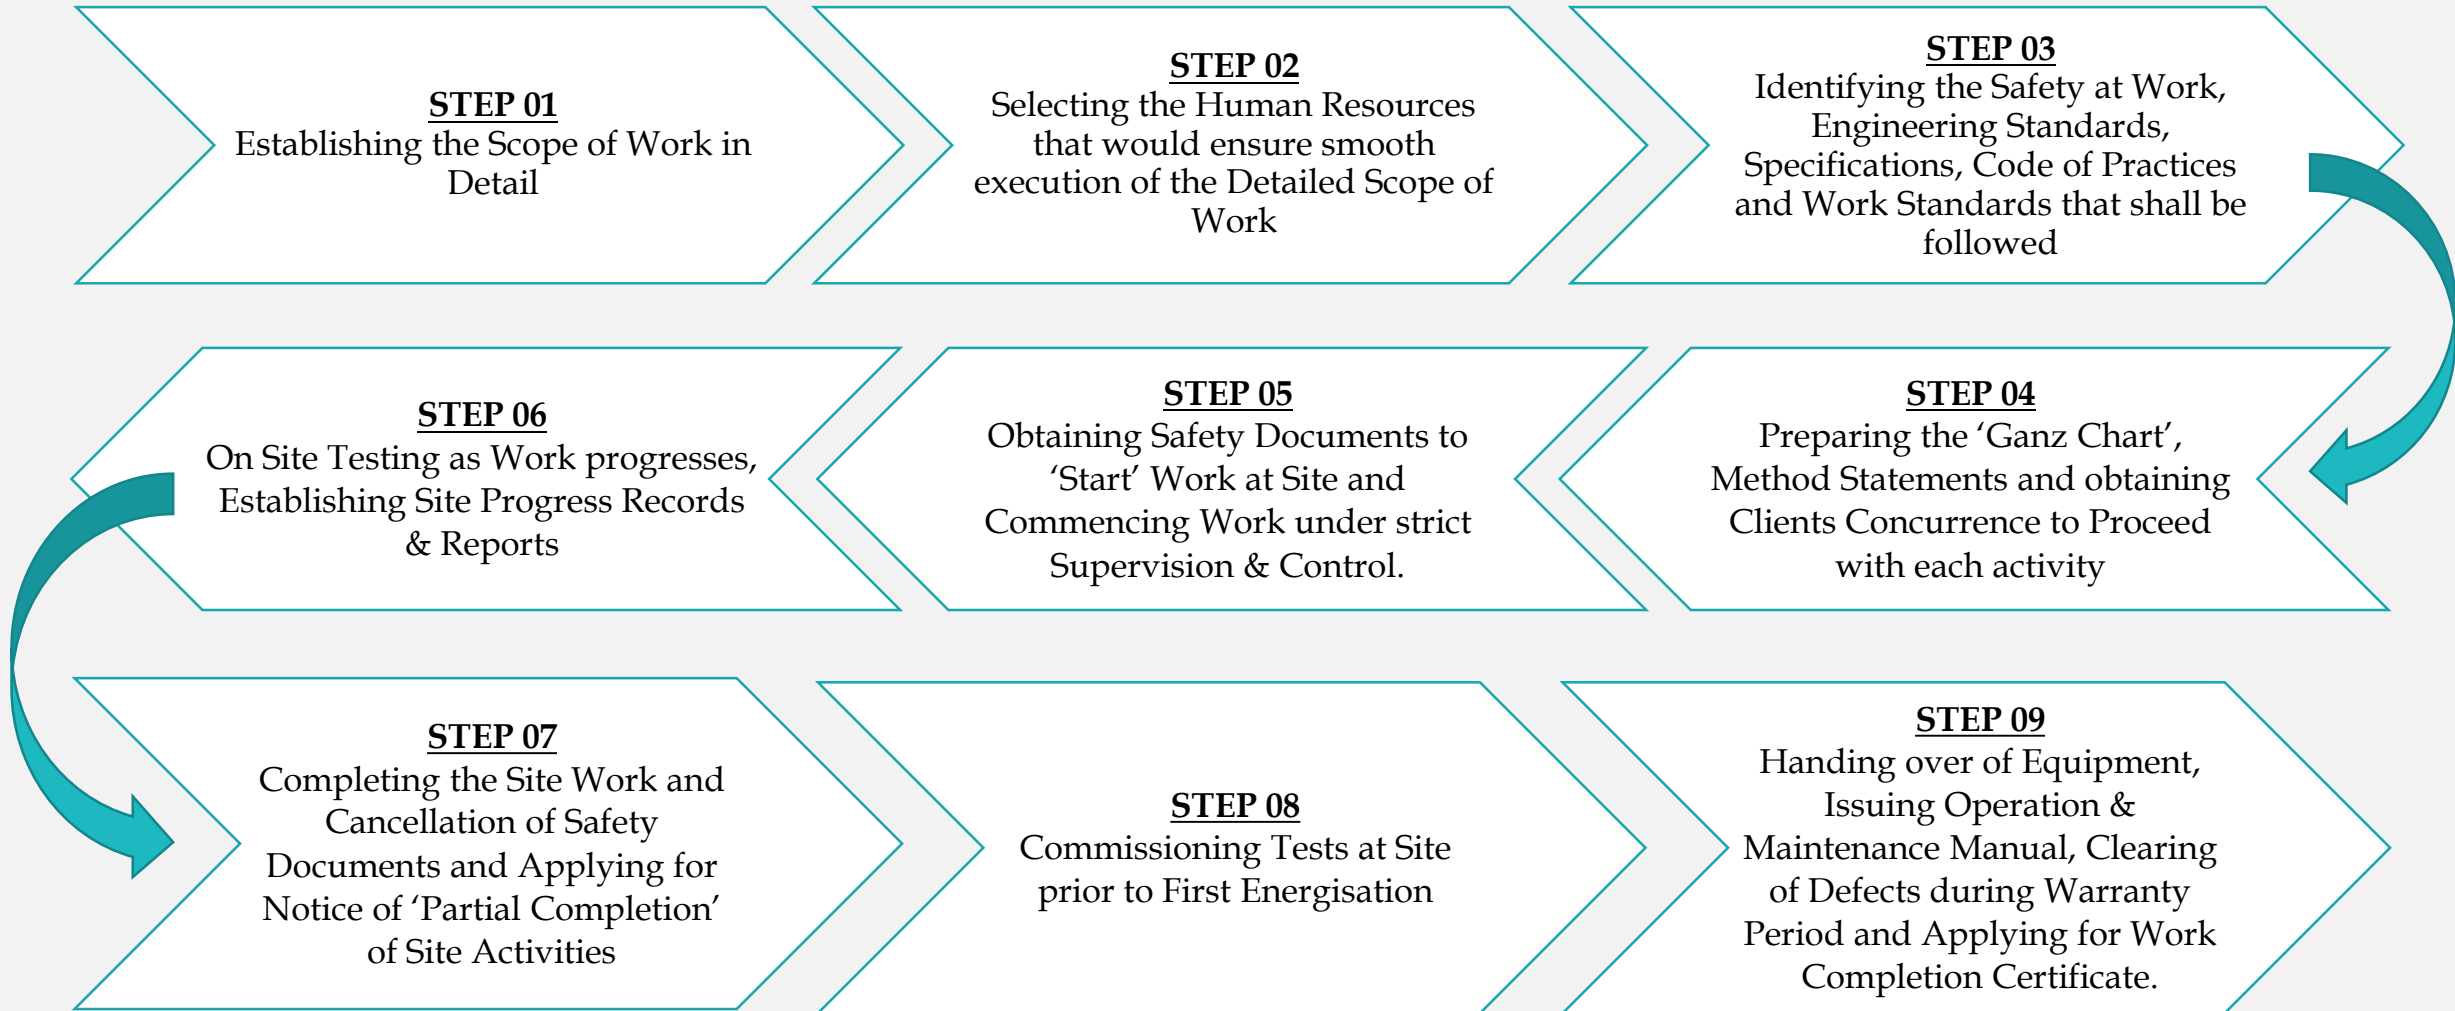 STEP 01
Establishing the Scope of Work in
Detail
STEP 02
Selecting the Human Resources
that would ensure smooth
execution of the Detailed Scope of
Work
STEP 03
Identifying the Safety at Work,
Engineering Standards,
Specifications, Code of Practices
and Work Standards that shall be
followed
STEP 04
Preparing the ‘Ganz Chart’,
Method Statements and obtaining
Clients Concurrence to Proceed
with each activity
STEP 05
Obtaining Safety Documents to
‘Start’ Work at Site and
Commencing Work under strict
Supervision & Control.
STEP 06
On Site Testing as Work progresses,
Establishing Site Progress Records
& Reports
STEP 07
Completing the Site Work and
Cancellation of Safety
Documents and Applying for
Notice of ‘Partial Completion’
of Site Activities
STEP 08
Commissioning Tests at Site
prior to First Energisation
STEP 09
Handing over of Equipment,
Issuing Operation &
Maintenance Manual, Clearing
of Defects during Warranty
Period and Applying for Work
Completion Certificate.